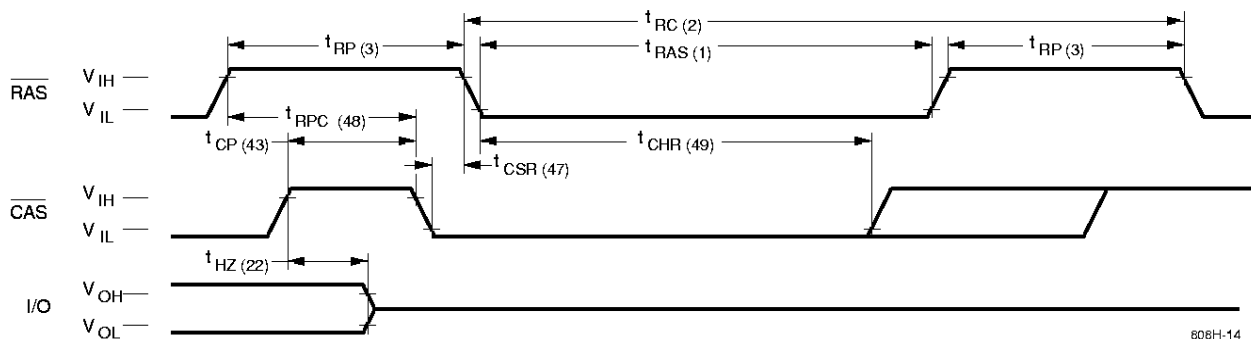 t RC (2)
t RP (3)
t RAS (1)
t RP (3)
RAS
V IH
V IL
t RPC (48)
t CP (43)
t CHR (49)
t CSR (47)
CAS
V IH
V IL
t HZ (22)
I/O
V OH
V OL
808H-14